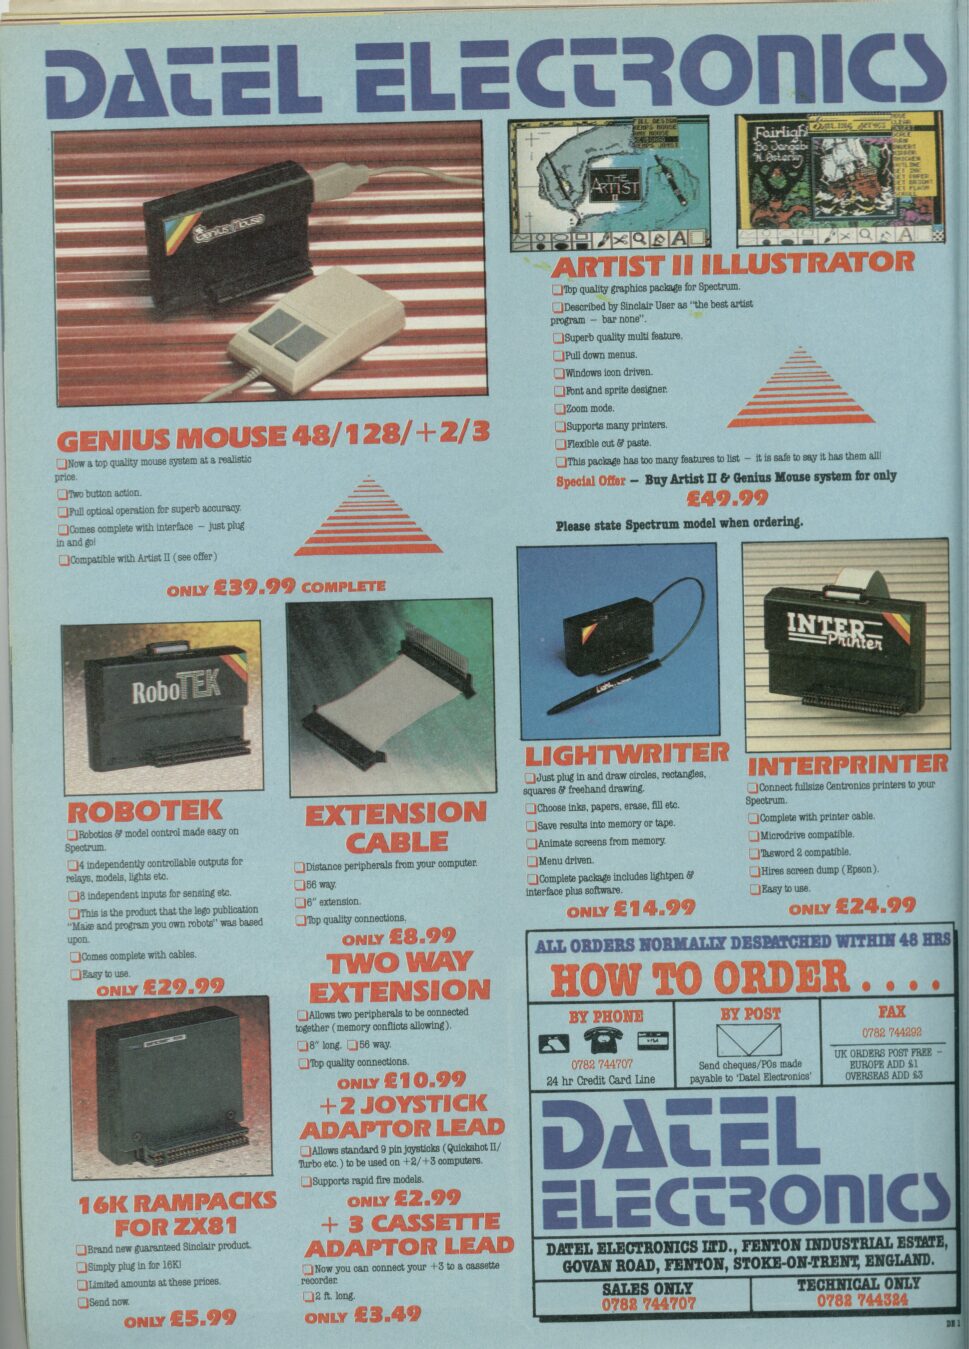 DATEL ELECTRONICS
Genius Mouse
FILL DESIGN
THE
ARTIST
II
Fairlight
A
A
GENIUS MOUSE 48/128/+2/3
Now a top quality mouse system at a realistic
price.
Two button action.
Full optical operation for superb accuracy.
Comes complete with interface — just plug
in and go!
Compatible with Artist II (see offer)
ONLY £39.99 COMPLETE
ARTIST II ILLUSTRATOR
Top quality graphics package for Spectrum.
Described by Sinclair User as "the best artist
program — bar none".
Superb quality multi feature.
Pull down menus.
Windows icon driven.
Font and sprite designer.
Zoom mode.
Supports many printers.
Flexible cut & paste.
This package has too many features to list — it is safe to say it has them all!
Special Offer — Buy Artist II & Genius Mouse system for only
£49.99
Please state Spectrum model when ordering.
RoboTEK
ROBOTEK
Robotics & model control made easy on
Spectrum.
4 independently controllable outputs for
relays, models, lights etc.
8 independent inputs for sensing etc.
This is the product that the lego publication
"Make and program you own robots" was based
upon.
Comes complete with cables.
Easy to use.
ONLY £29.99
16K RAMPACKS
FOR ZX81
Brand new guaranteed Sinclair product.
Simply plug in for 16K!
Limited amounts at these prices.
Send now.
ONLY £5.99
EXTENSION
CABLE
Distance peripherals from your computer.
56 way.
6" extension.
Top quality connections.
ONLY £8.99
TWO WAY
EXTENSION
Allows two peripherals to be connected
together (memory conflicts allowing).
8" long. 56 way.
Top quality connections.
ONLY £10.99
+2 JOYSTICK
ADAPTOR LEAD
Allows standard 9 pin joysticks (Quickshot II/
Turbo etc.) to be used on +2/+3 computers.
Supports rapid fire models.
ONLY £2.99
+ 3 CASSETTE
ADAPTOR LEAD
Now you can connect your +3 to a cassette
recorder.
2 ft. long.
ONLY £3.49
LIGHTWRITER
Just plug in and draw circles, rectangles,
squares & freehand drawing.
Choose inks, papers, erase, fill etc.
Save results into memory or tape.
Animate screens from memory.
Menu driven.
Complete package includes lightpen &
interface plus software.
ONLY £14.99
INTER
Printer
INTERPRINTER
Connect fullsize Centronics printers to your
Spectrum.
Complete with printer cable.
Microdrive compatible.
Tasword 2 compatible.
Hires screen dump (Epson).
Easy to use.
ONLY £24.99
ALL ORDERS NORMALLY DESPATCHED WITHIN 48 HRS
HOW TO ORDER . . . .
BY PHONE
0782 744707
24 hr Credit Card Line
BY POST
Send cheques/POs made
payable to 'Datel Electronics'
FAX
0782 744292
UK ORDERS POST FREE –
EUROPE ADD £1
OVERSEAS ADD £3
DATEL
ELECTRONICS
DATEL ELECTRONICS LTD., FENTON INDUSTRIAL ESTATE,
GOVAN ROAD, FENTON, STOKE-ON-TRENT, ENGLAND.
SALES ONLY
0782 744707
TECHNICAL ONLY
0782 744324